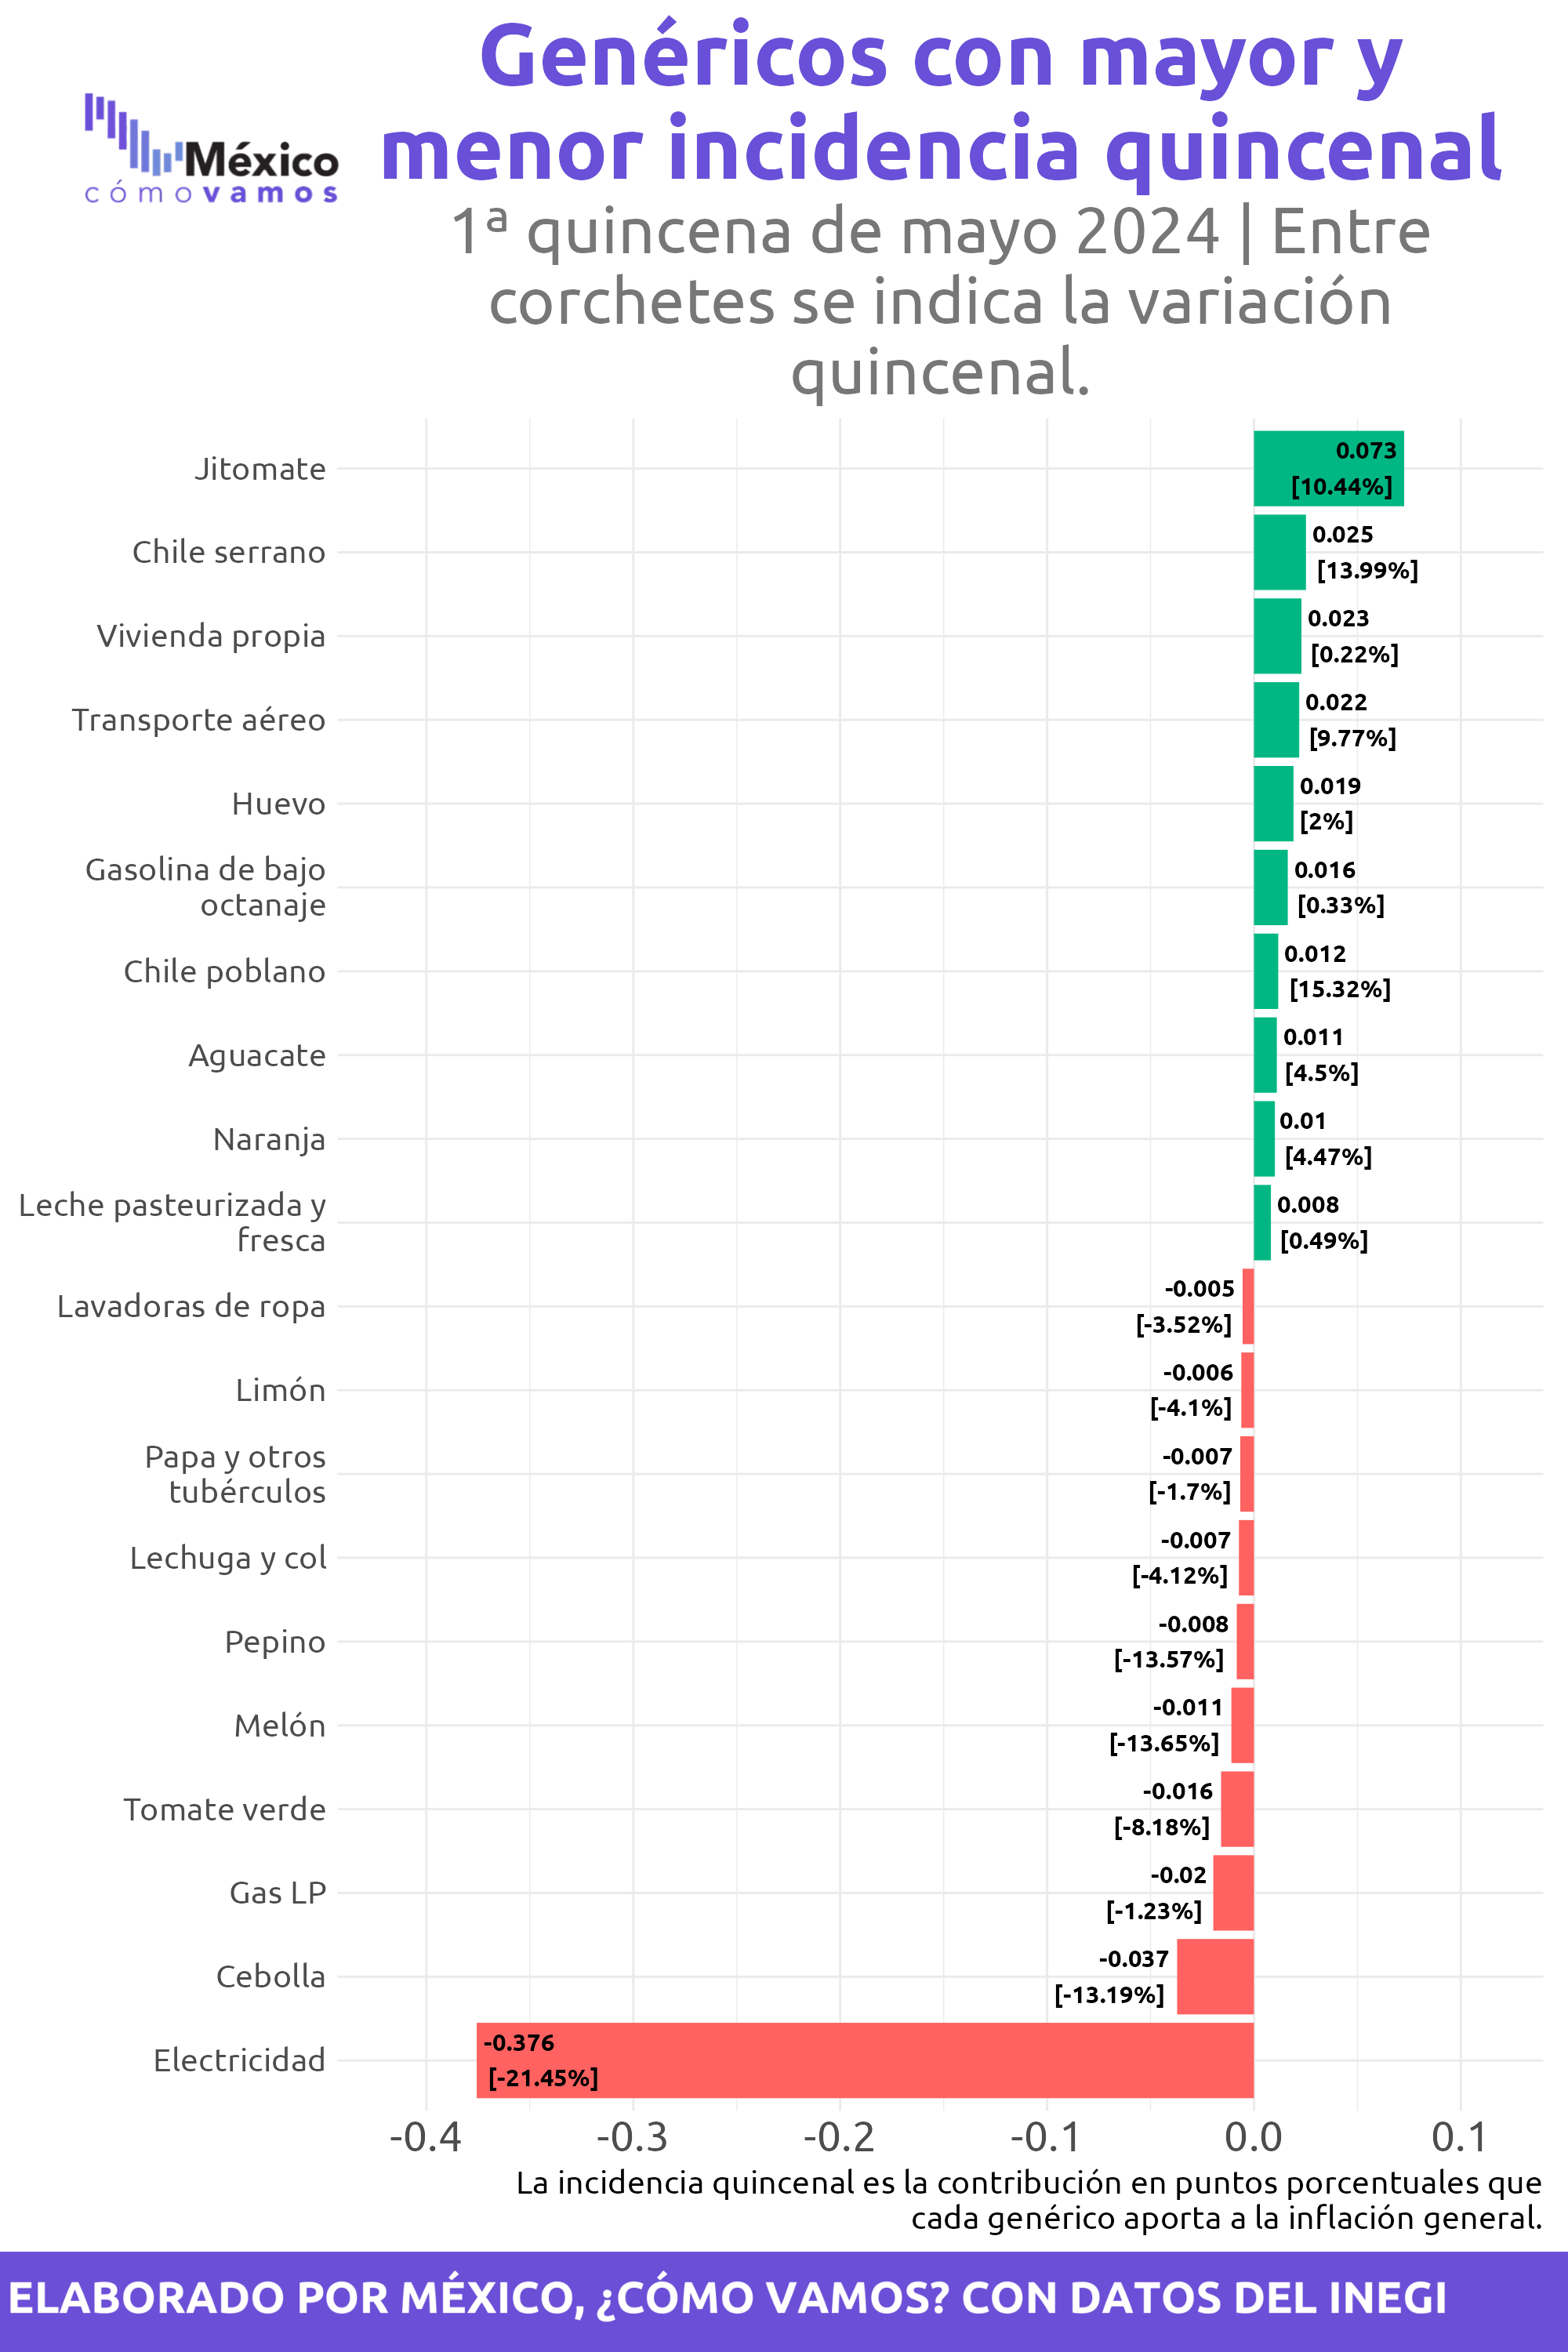 Genéricos con mayor y
menor incidencia quincenal
México
cómovamos
1ª quincena de mayo 2024 | Entre
corchetes se indica la variación
quincenal.
Jitomate
0.073
[10.44%]
Chile serrano
0.025
[13.99%]
Vivienda propia
0.023
[0.22%]
Transporte aéreo
0.022
[9.77%]
Huevo
0.019
[2%]
Gasolina de bajo
octanaje
0.016
[0.33%]
Chile poblano
0.012
[15.32%]
Aguacate
0.011
[4.5%]
Naranja
0.01
[4.47%]
Leche pasteurizada y
fresca
0.008
[0.49%]
Lavadoras de ropa
-0.005
[-3.52%]
Limón
-0.006
[-4.1%]
Papa y otros
tubérculos
-0.007
[-1.7%]
Lechuga y col
-0.007
[-4.12%]
Pepino
-0.008
[-13.57%]
Melón
-0.011
[-13.65%]
Tomate verde
-0.016
[-8.18%]
Gas LP
-0.02
[-1.23%]
Cebolla
-0.037
[-13.19%]
Electricidad
-0.376
[-21.45%]
-0.4 -0.3 -0.2 -0.1 0.0 0.1
La incidencia quincenal es la contribución en puntos porcentuales que
cada genérico aporta a la inflación general.
ELABORADO POR MÉXICO, ¿CÓMO VAMOS? CON DATOS DEL INEGI